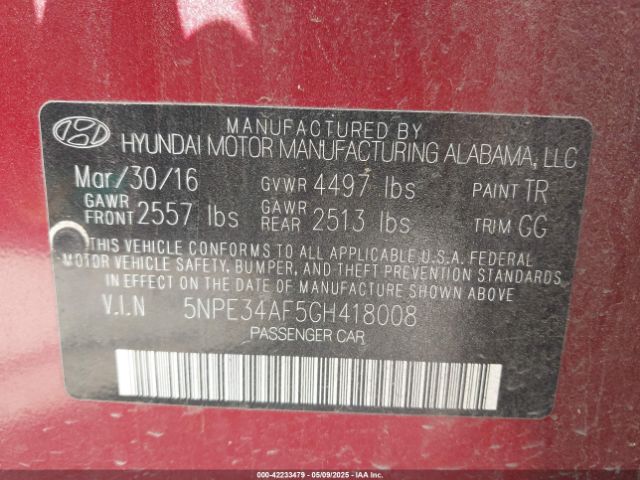 MANUFACTURED BY
HYUNDAI MOTOR MANUFACTURING ALABAMA, LLC
Mar/30/16 GVWR 4497 lbs PAINT TR
GAWR FRONT 2557 lbs GAWR REAR 2513 lbs TRIM GG
THIS VEHICLE CONFORMS TO ALL APPLICABLE U.S.A. FEDERAL
MOTOR VEHICLE SAFETY, BUMPER, AND THEFT PREVENTION
STANDARDS IN EFFECT ON THE DATE OF MANUFACTURE SHOWN ABOVE.
V.I.N 5NPE34AF5GH418008
PASSENGER CAR
000-42233479 - 05/09/2025 - IAAI.COM - COPART